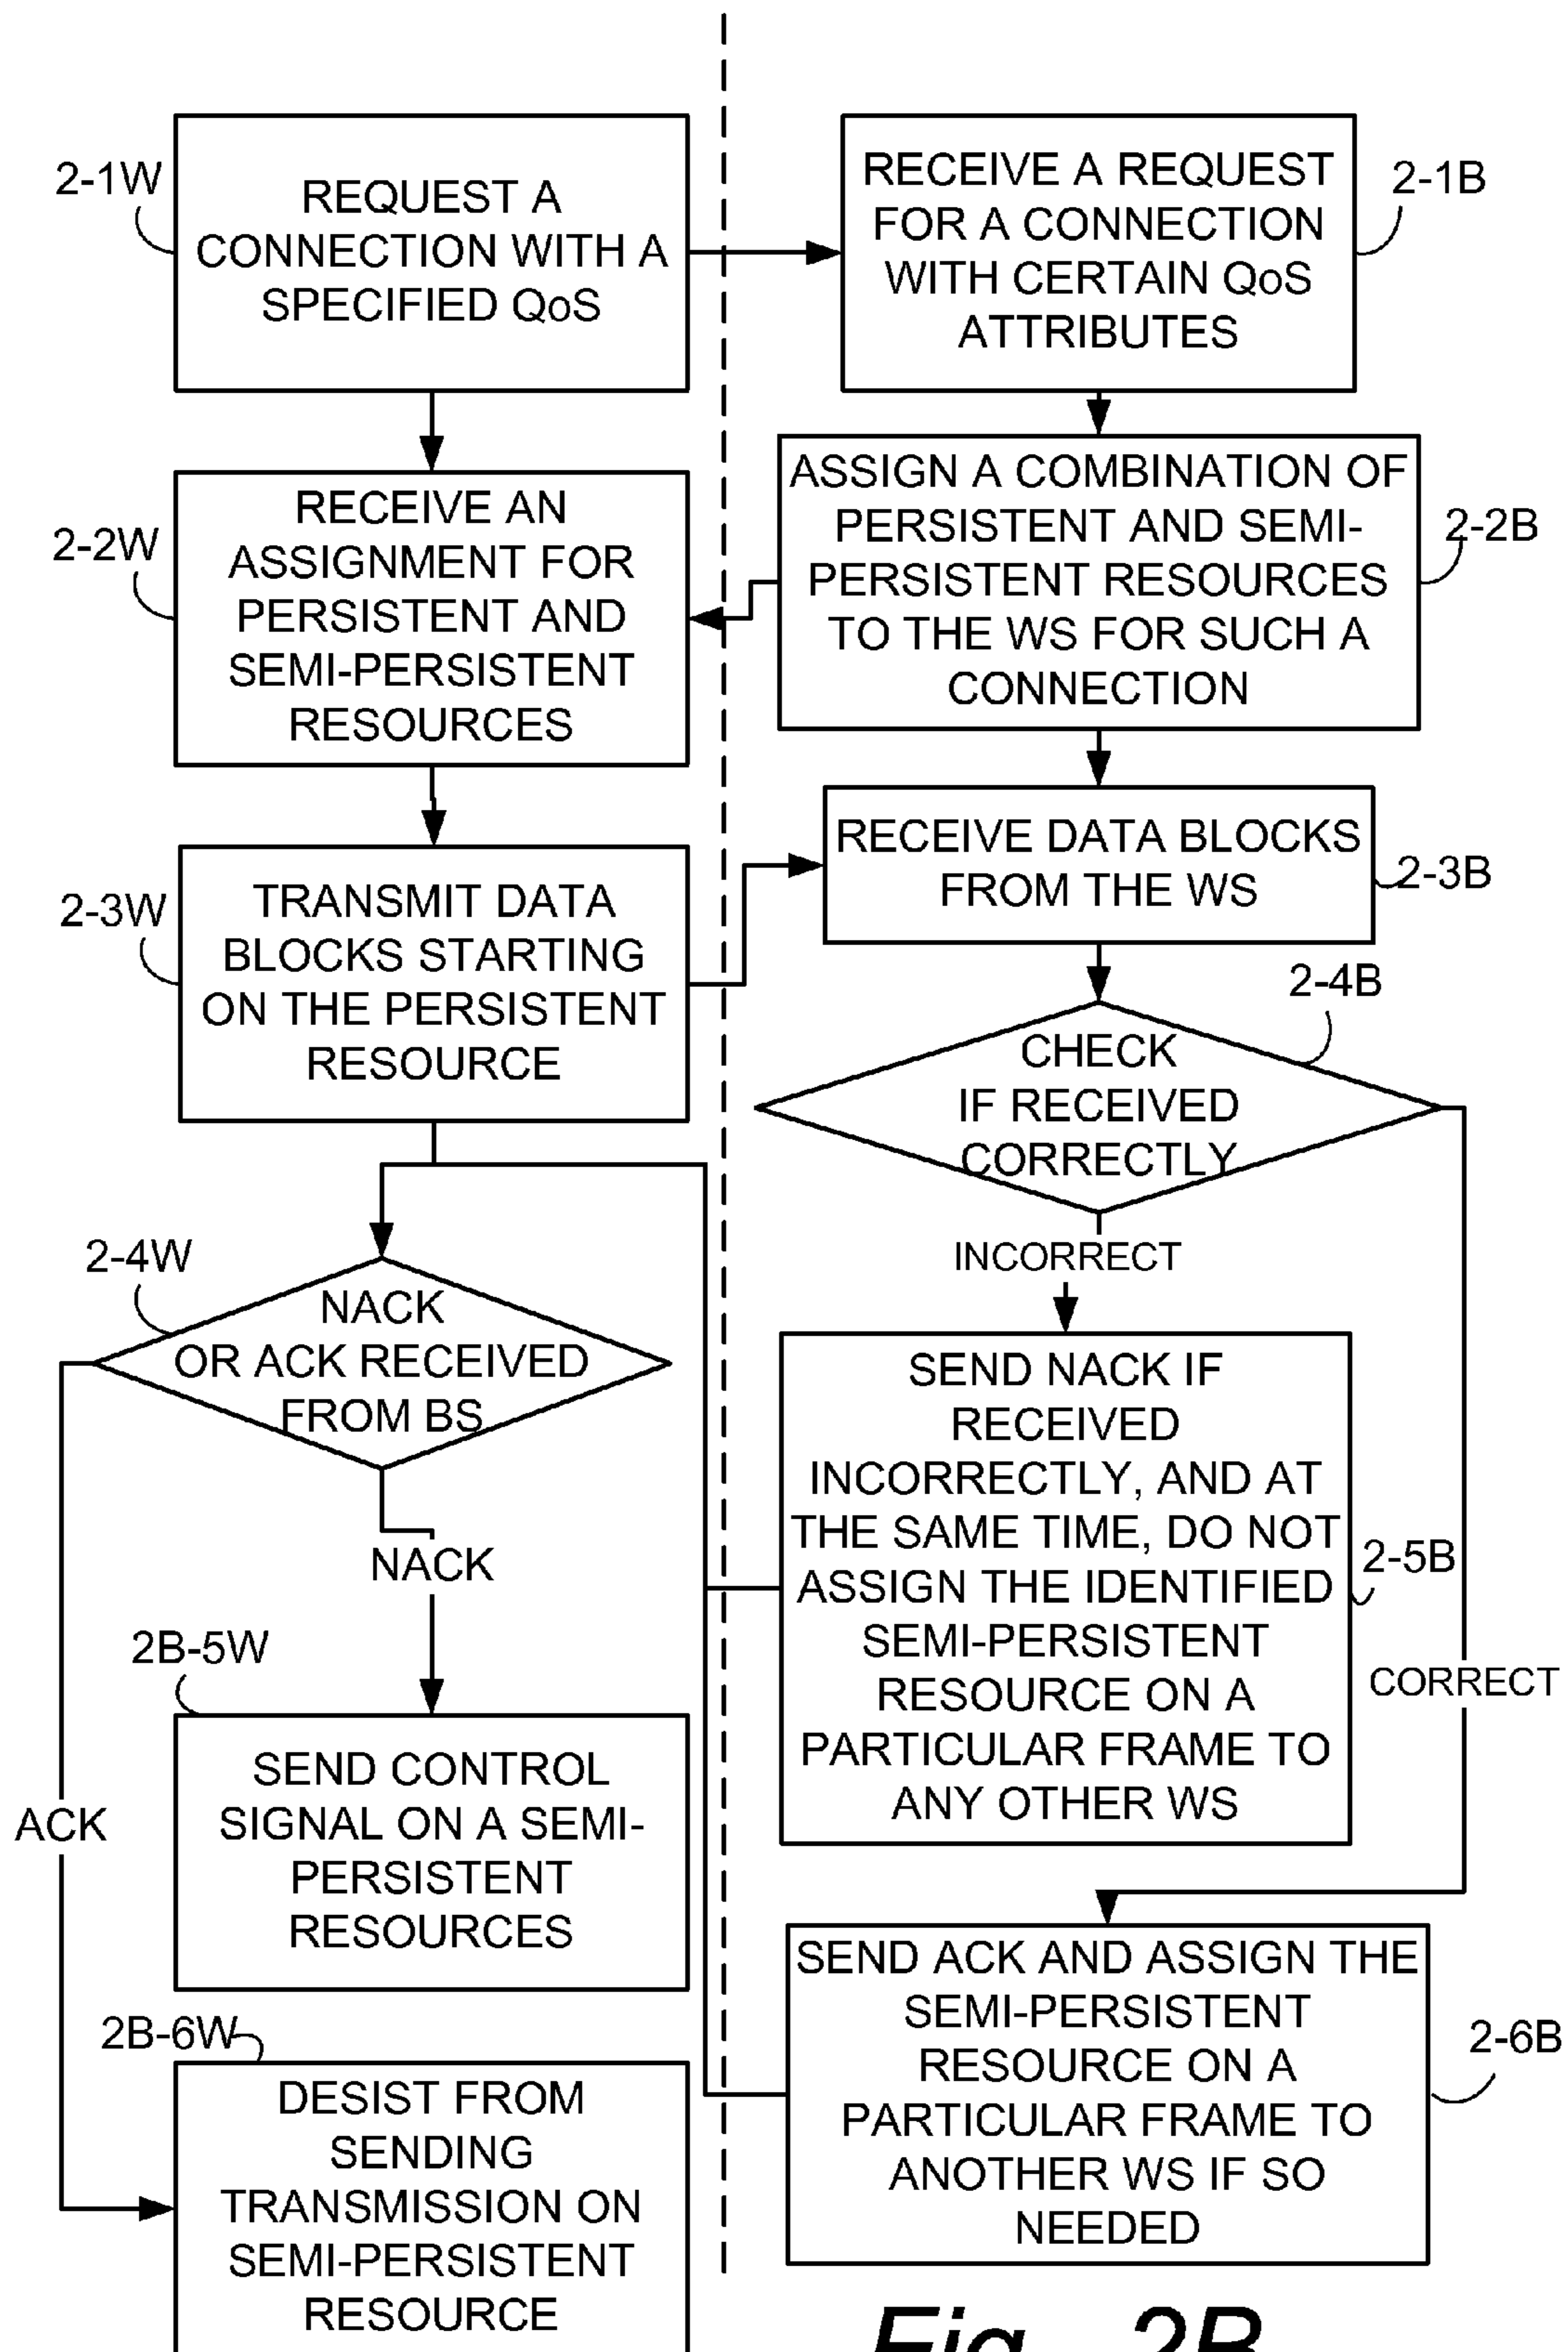 2-1W
REQUEST A
CONNECTION WITH A
SPECIFIED QoS
RECEIVE A REQUEST
FOR A CONNECTION
WITH CERTAIN QoS
ATTRIBUTES
2-1B
2-2W
RECEIVE AN
ASSIGNMENT FOR
PERSISTENT AND
SEMI-PERSISTENT
RESOURCES
ASSIGN A COMBINATION OF
PERSISTENT AND SEMI-
PERSISTENT RESOURCES
TO THE WS FOR SUCH A
CONNECTION
2-2B
2-3W
TRANSMIT DATA
BLOCKS STARTING
ON THE PERSISTENT
RESOURCE
RECEIVE DATA BLOCKS
FROM THE WS
2-3B
2-4B
CHECK
IF RECEIVED
CORRECTLY
INCORRECT
CORRECT
2-4W
NACK
OR ACK RECEIVED
FROM BS
NACK
ACK
SEND NACK IF
RECEIVED
INCORRECTLY, AND AT
THE SAME TIME, DO NOT
ASSIGN THE IDENTIFIED
SEMI-PERSISTENT
RESOURCE ON A
PARTICULAR FRAME TO
ANY OTHER WS
2-5B
2B-5W
SEND CONTROL
SIGNAL ON A SEMI-
PERSISTENT
RESOURCES
SEND ACK AND ASSIGN THE
SEMI-PERSISTENT
RESOURCE ON A
PARTICULAR FRAME TO
ANOTHER WS IF SO
NEEDED
2-6B
2B-6W
DESIST FROM
SENDING
TRANSMISSION ON
SEMI-PERSISTENT
RESOURCE
Fig. 2B